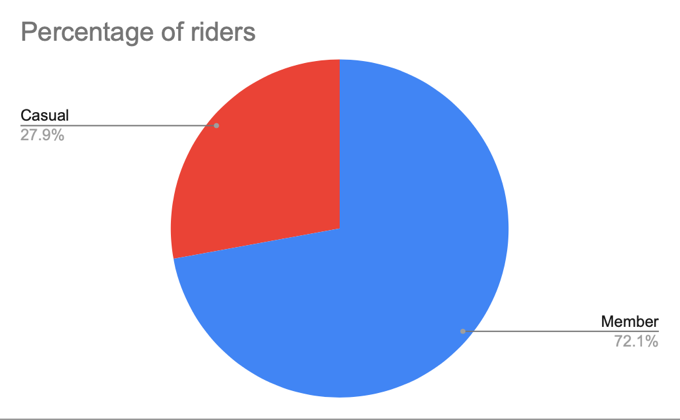 Percentage of riders
Casual
27.9%
Member
72.1%